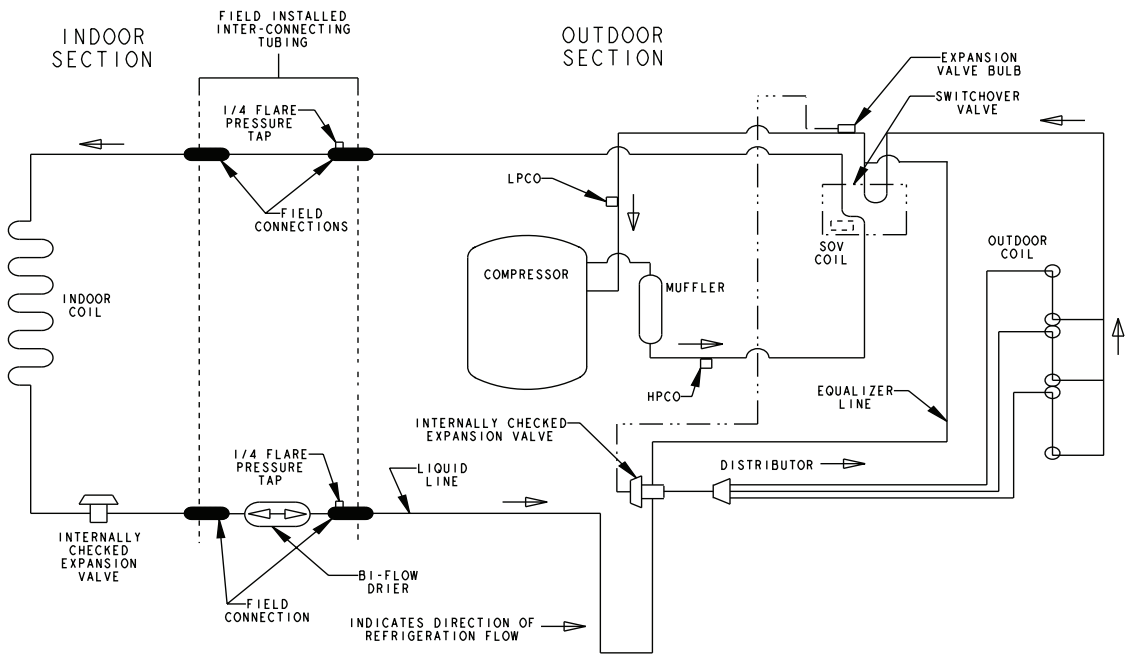 INDOOR
SECTION
FIELD INSTALLED
INTER-CONNECTING
TUBING
OUTDOOR
SECTION
EXPANSION
VALVE BULB
SWITCHOVER
VALVE
1/4 FLARE
PRESSURE
TAP
LPCO
FIELD
CONNECTIONS
SOV
COIL
OUTDOOR
COIL
COMPRESSOR
MUFFLER
INDOOR
COIL
HPCO
EQUALIZER
LINE
INTERNALLY CHECKED
EXPANSION VALVE
1/4 FLARE
PRESSURE
TAP
LIQUID
LINE
DISTRIBUTOR
INTERNALLY
CHECKED
EXPANSION
VALVE
BI-FLOW
DRIER
FIELD
CONNECTION
INDICATES DIRECTION OF
REFRIGERATION FLOW